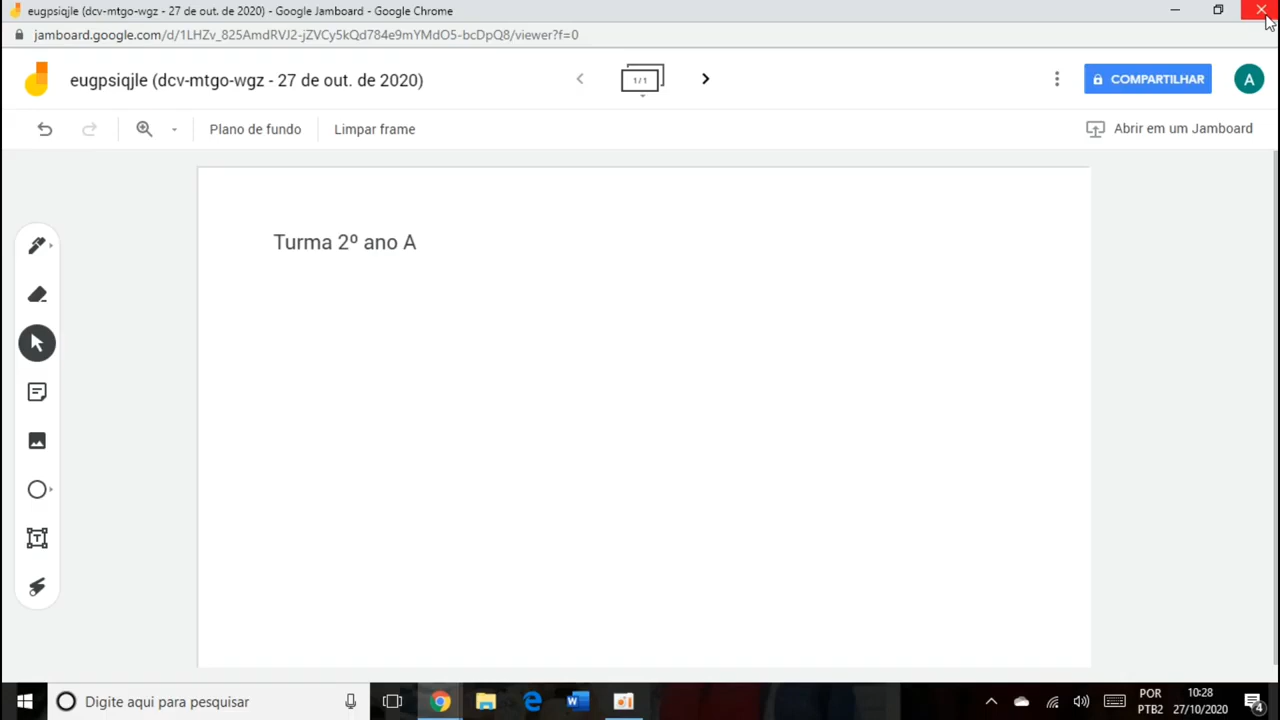 eugpsiqjle (dcv-mtgo-wgz - 27 de out. de 2020) - Google Jamboard - Google Chrome
jamboard.google.com/d/1LHZv_825AmdRVJ2-jZVCy5kQd784e9mYMdO5-bcDpQ8/viewer?f=0
eugpsiqjle (dcv-mtgo-wgz - 27 de out. de 2020)
1/1
COMPARTILHAR
A
Plano de fundo
Limpar frame
Abrir em um Jamboard
Turma 2º ano A
Digite aqui para pesquisar
POR
PTB2
10:28
27/10/2020
4